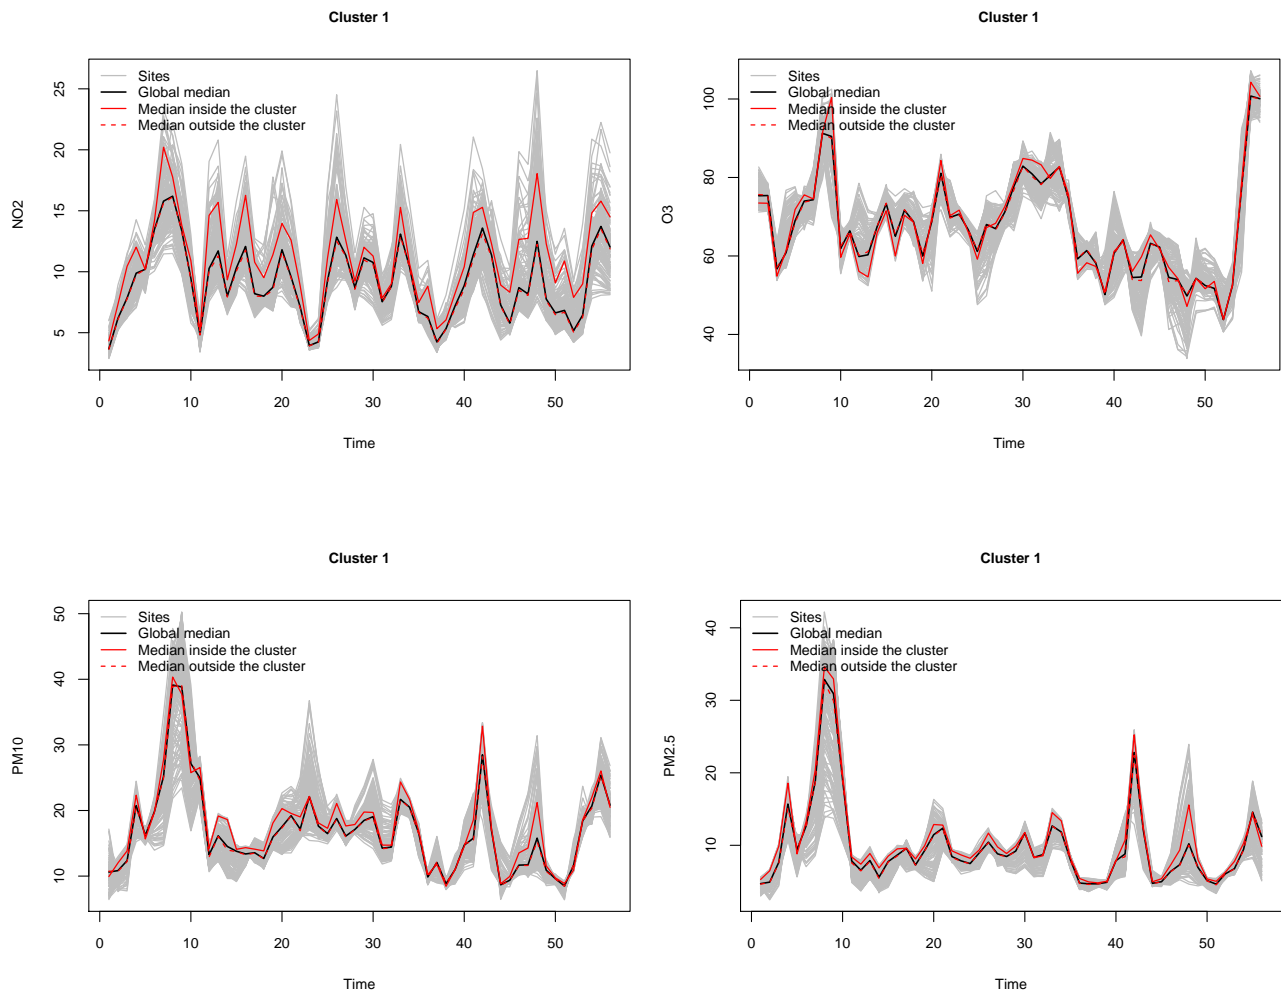 Cluster 1
Sites
Global median
Median inside the cluster
Median outside the cluster
NO2
25
20
15
10
5
0 10 20 30 40 50
Time
Cluster 1
Sites
Global median
Median inside the cluster
Median outside the cluster
O3
100
80
60
40
0 10 20 30 40 50
Time
Cluster 1
Sites
Global median
Median inside the cluster
Median outside the cluster
PM10
50
40
30
20
10
0 10 20 30 40 50
Time
Cluster 1
Sites
Global median
Median inside the cluster
Median outside the cluster
PM2.5
40
30
20
10
0 10 20 30 40 50
Time